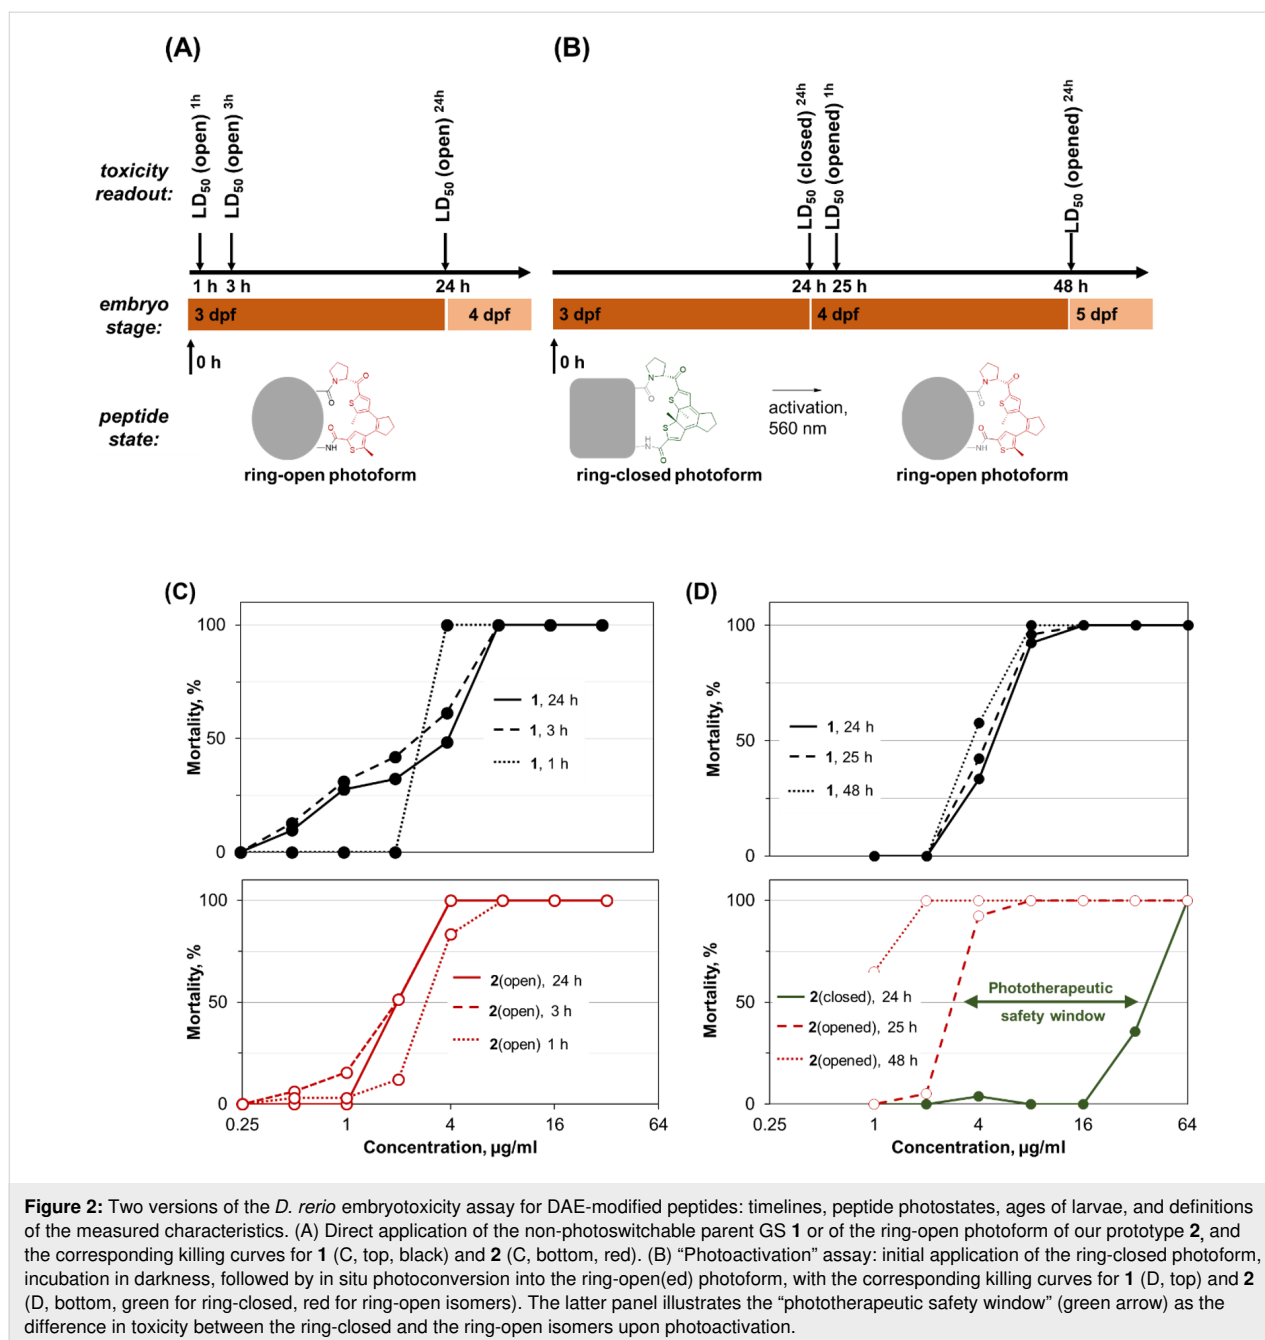 (A)
(B)
toxicity
readout:
LD50 (open) 1h
LD50 (open) 3h
LD50 (open) 24h
LD50 (closed) 24h
LD50 (opened) 1h
LD50 (opened) 24h
1 h 3 h 24 h
24 h 25 h 48 h
embryo
stage:
3 dpf 4 dpf
3 dpf 4 dpf 5 dpf
0 h
0 h
peptide
state:
N O O O S S NH
N O O S S N H O
activation,
560 nm
N O O O S S NH
ring-open photoform
ring-closed photoform
ring-open photoform
(C)
Mortality, %
100
50
0
1, 24 h
1, 3 h
1, 1 h
Mortality, %
100
50
0
2(open), 24 h
2(open), 3 h
2(open) 1 h
0.25 1 4 16 64
Concentration, µg/ml
(D)
Mortality, %
100
50
0
1, 24 h
1, 25 h
1, 48 h
Mortality, %
100
50
0
2(closed), 24 h
2(opened), 25 h
2(opened), 48 h
Phototherapeutic
safety window
0.25 1 4 16 64
Concentration, µg/ml
Figure 2: Two versions of the D. rerio embryotoxicity assay for DAE-modified peptides: timelines, peptide photostates, ages of larvae, and definitions
of the measured characteristics. (A) Direct application of the non-photoswitchable parent GS 1 or of the ring-open photoform of our prototype 2, and
the corresponding killing curves for 1 (C, top, black) and 2 (C, bottom, red). (B) “Photoactivation” assay: initial application of the ring-closed photoform,
incubation in darkness, followed by in situ photoconversion into the ring-open(ed) photoform, with the corresponding killing curves for 1 (D, top) and 2
(D, bottom, green for ring-closed, red for ring-open isomers). The latter panel illustrates the “phototherapeutic safety window” (green arrow) as the
difference in toxicity between the ring-closed and the ring-open isomers upon photoactivation.